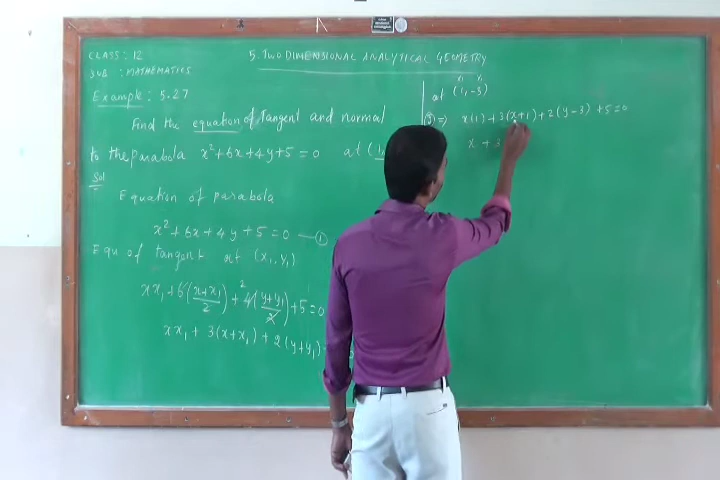 CLASS: 12
SUB : MATHEMATICS
5. TWO DIMENSIONAL ANALYTICAL GEOMETRY
Example: 5.27
Find the equation of Tangent and normal
to the parabola x²+6x+4y+5=0 at (1,
Sol
Equation of parabola
x²+6x+4y+5=0 —①
Equ of tangent at (x₁,y₁)
xx₁+6((x+x₁)/2)+4((y+y₁)/2)+5=0
2
xx₁ + 3(x+x₁) + 2(y+y₁)
x₁ y₁
at (1,-3)
⇒ x(1)+3(x+1)+2(y-3)+5=0
x + 3